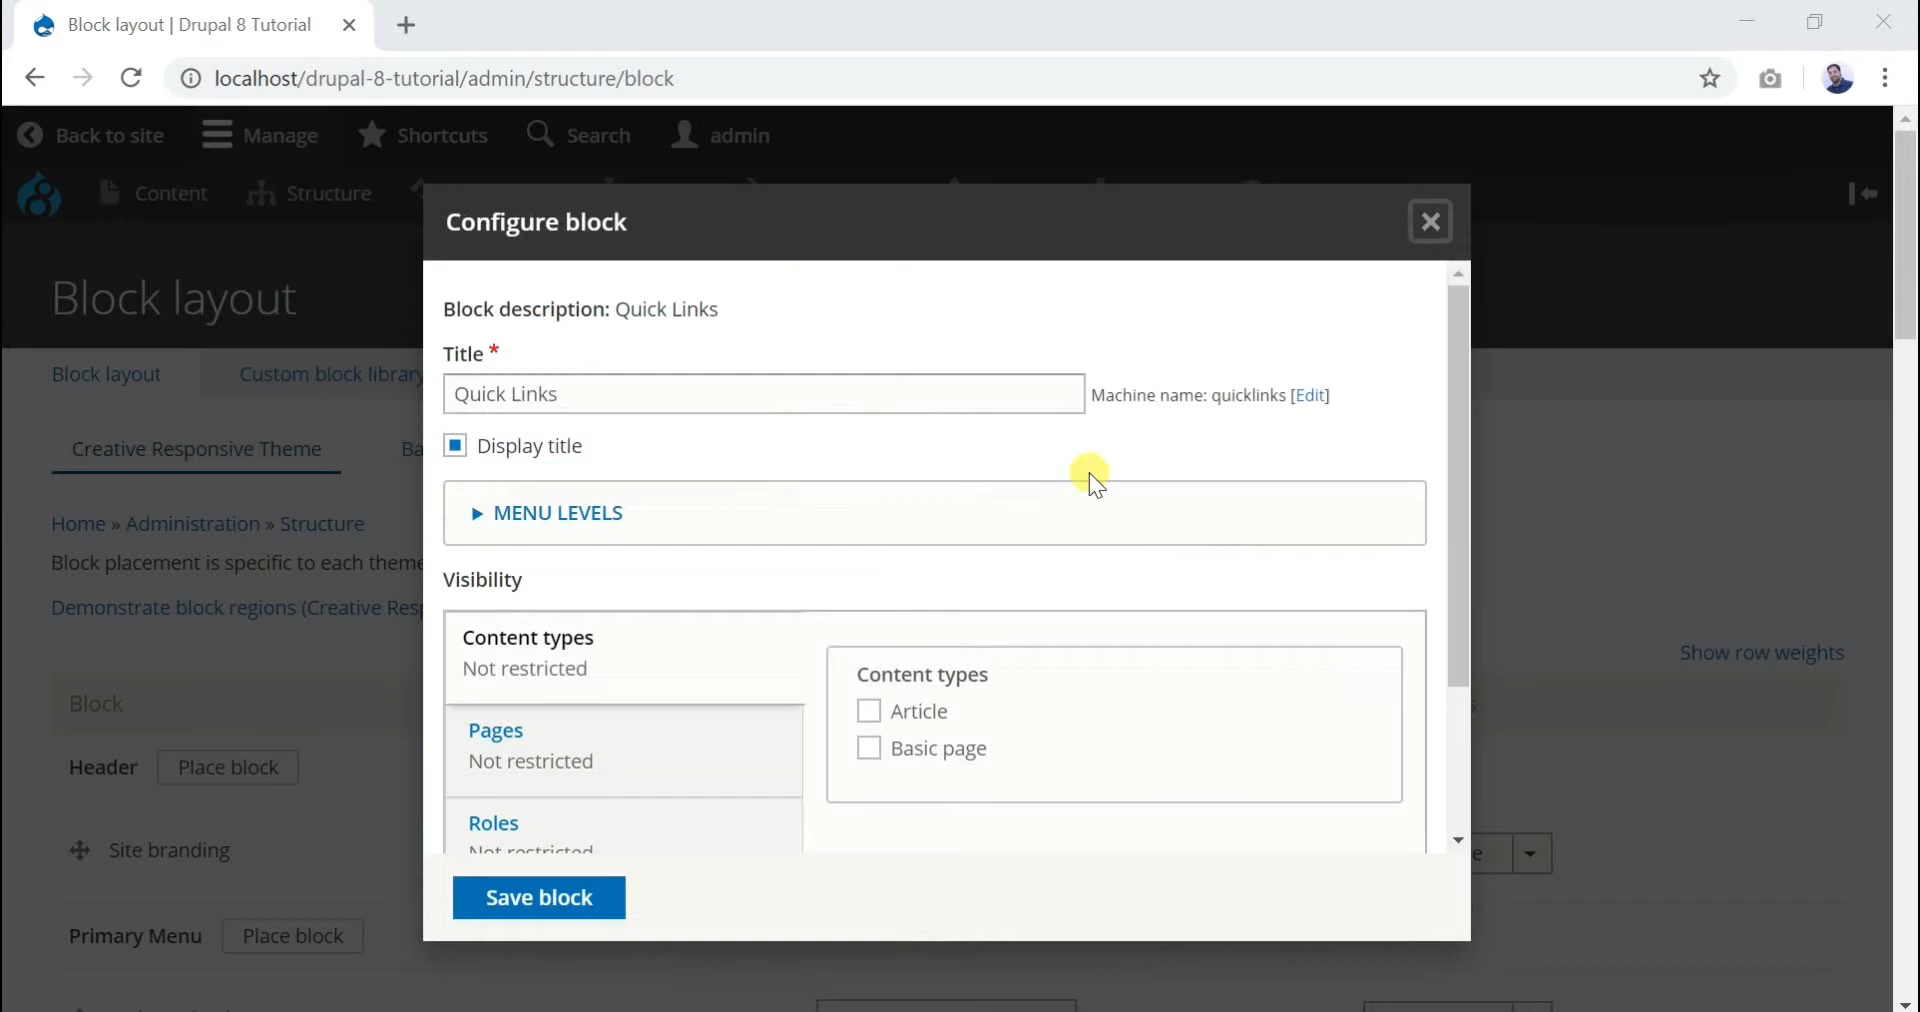 Block layout | Drupal 8 Tutorial
localhost/drupal-8-tutorial/admin/structure/block
Back to site Manage Shortcuts Search admin
Content Structure
Configure block
Block layout
Block description: Quick Links
Title *
Block layout Custom block library
Quick Links Machine name: quicklinks [Edit]
Display title
Creative Responsive Theme
MENU LEVELS
Home » Administration » Structure
Block placement is specific to each theme
Visibility
Demonstrate block regions (Creative
Content types
Not restricted
Show row weights
Content types
Article
Block
Pages
Basic page
Not restricted
Header Place block
Roles
Not restricted
Site branding
Save block
Primary Menu Place block